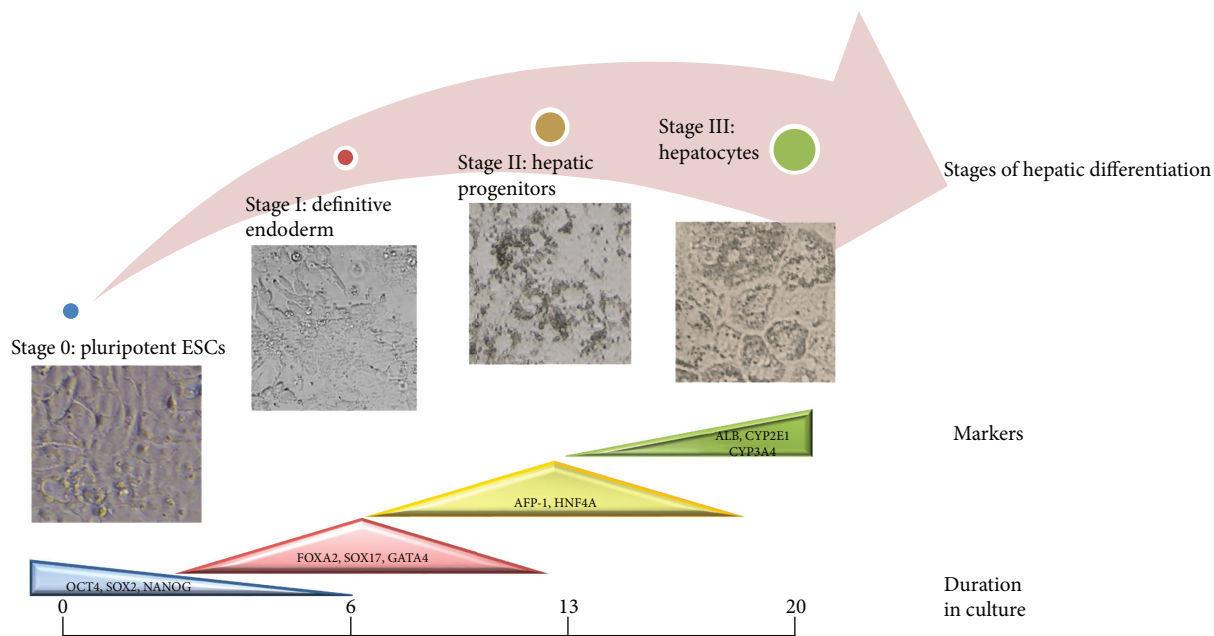 Stage III:
hepatocytes
Stage II: hepatic
progenitors
Stages of hepatic differentiation
Stage I: definitive
endoderm
Stage 0: pluripotent ESCs
ALB, CYP2E1
CYP3A4
Markers
AFP-1, HNF4A
FOXA2, SOX17, GATA4
OCT4, SOX2, NANOG
Duration
in culture
0
6
13
20